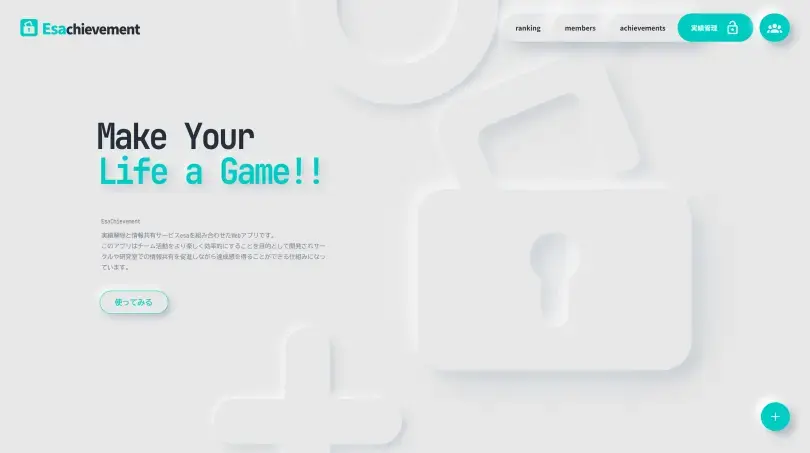 Esachievement
ranking
members
achievements
実績管理
Make Your
Life a Game!!
EsaChievement
実績解除と情報共有サービスesaを組み合わせたWebアプリです。
このアプリはチーム活動をより楽しく効率的にすることを目的として開発されサー
クルや研究室での情報共有を促進しながら達成感を得ることができる仕組みになっ
ています。
使ってみる